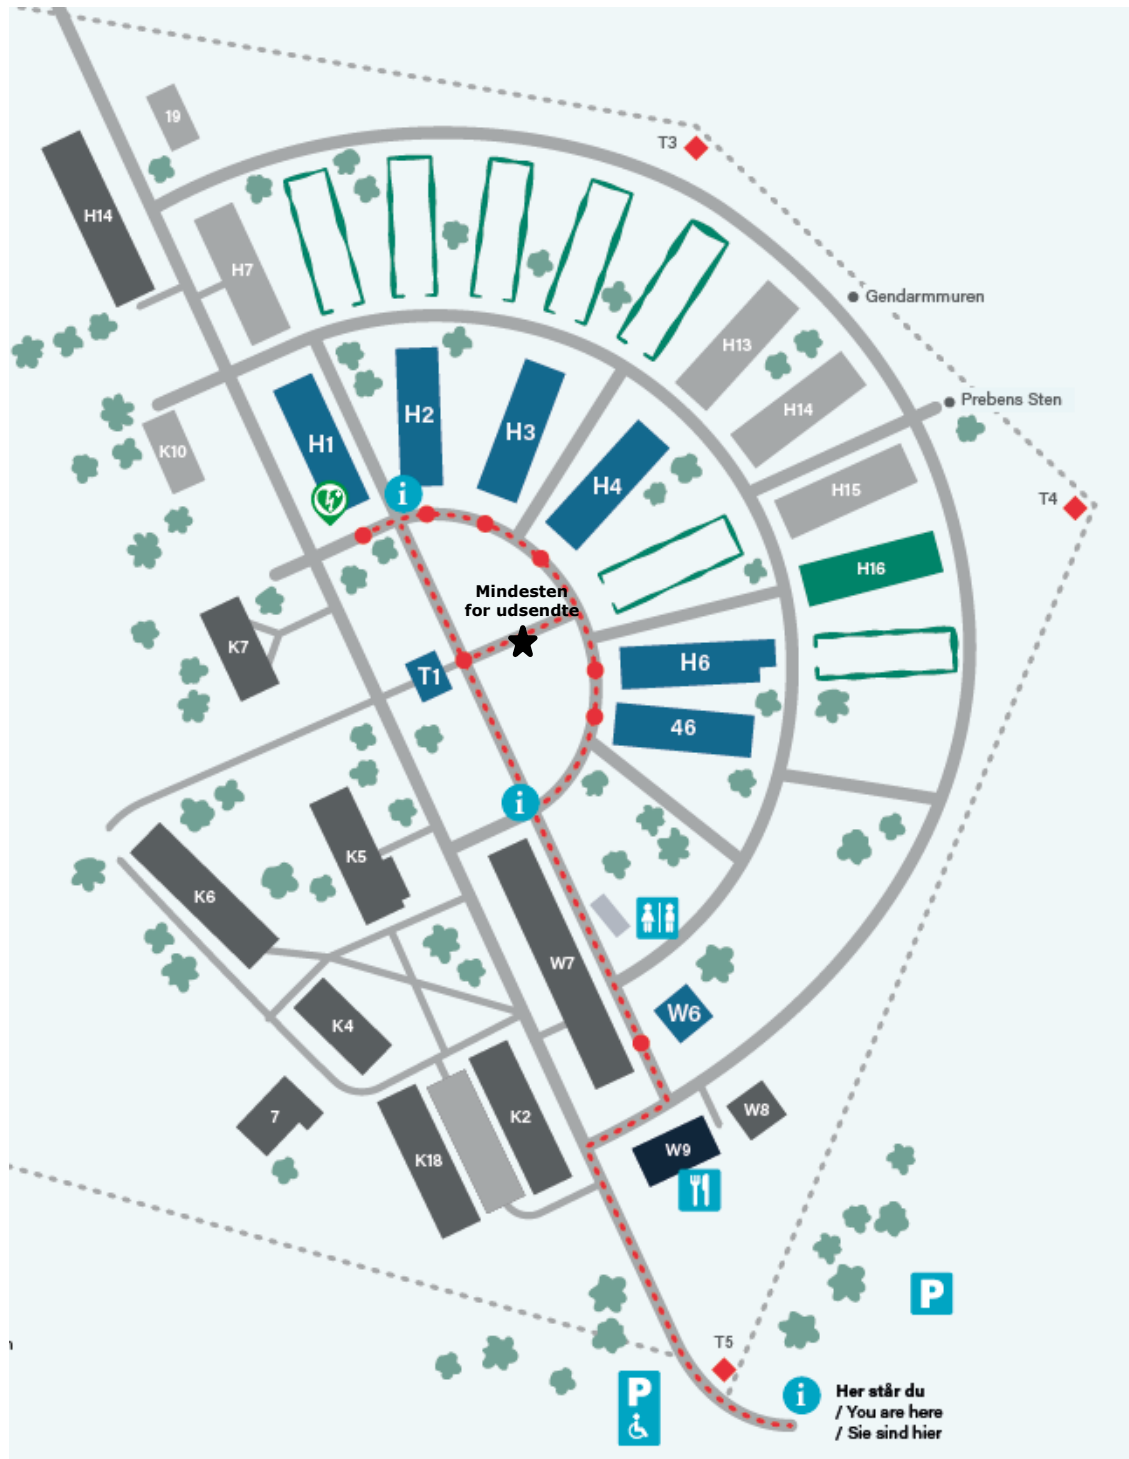 19
T3
H14
H7
Gendarmmuren
H13
Prebens Sten
H14
H2
H3
H1
K10
H4
H15
T4
i
H16
Mindesten
for udsendte
K7
H6
T1
46
i
K5
K6
W7
W6
K4
7
K2
W8
K18
W9
P
n
T5
P
i
Her står du
/ You are here
/ Sie sind hier